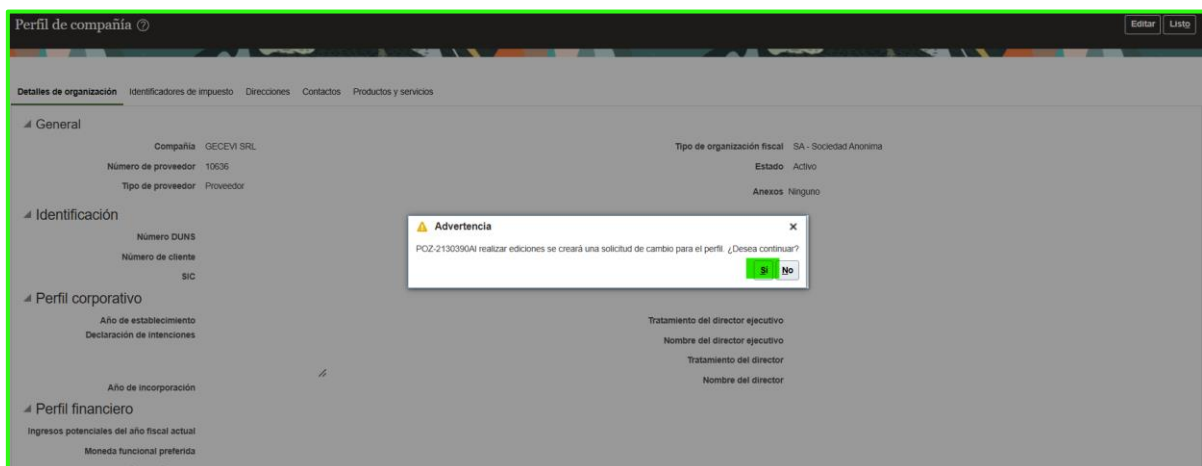 Perfil de compañía
Editar Listo
Detalles de organización Identificadores de impuesto Direcciones Contactos Productos y servicios
General
Compañía GECEVI SRL
Tipo de organización fiscal SA - Sociedad Anonima
Número de proveedor 10636
Estado Activo
Tipo de proveedor Proveedor
Anexos Ninguno
Identificación
Número DUNS
Número de cliente
SIC
Advertencia
POZ-2130390Al realizar ediciones se creará una solicitud de cambio para el perfil. ¿Desea continuar?
Sí No
Perfil corporativo
Año de establecimiento
Tratamiento del director ejecutivo
Declaración de intenciones
Nombre del director ejecutivo
Tratamiento del director
Año de incorporación
Nombre del director
Perfil financiero
Ingresos potenciales del año fiscal actual
Moneda funcional preferida